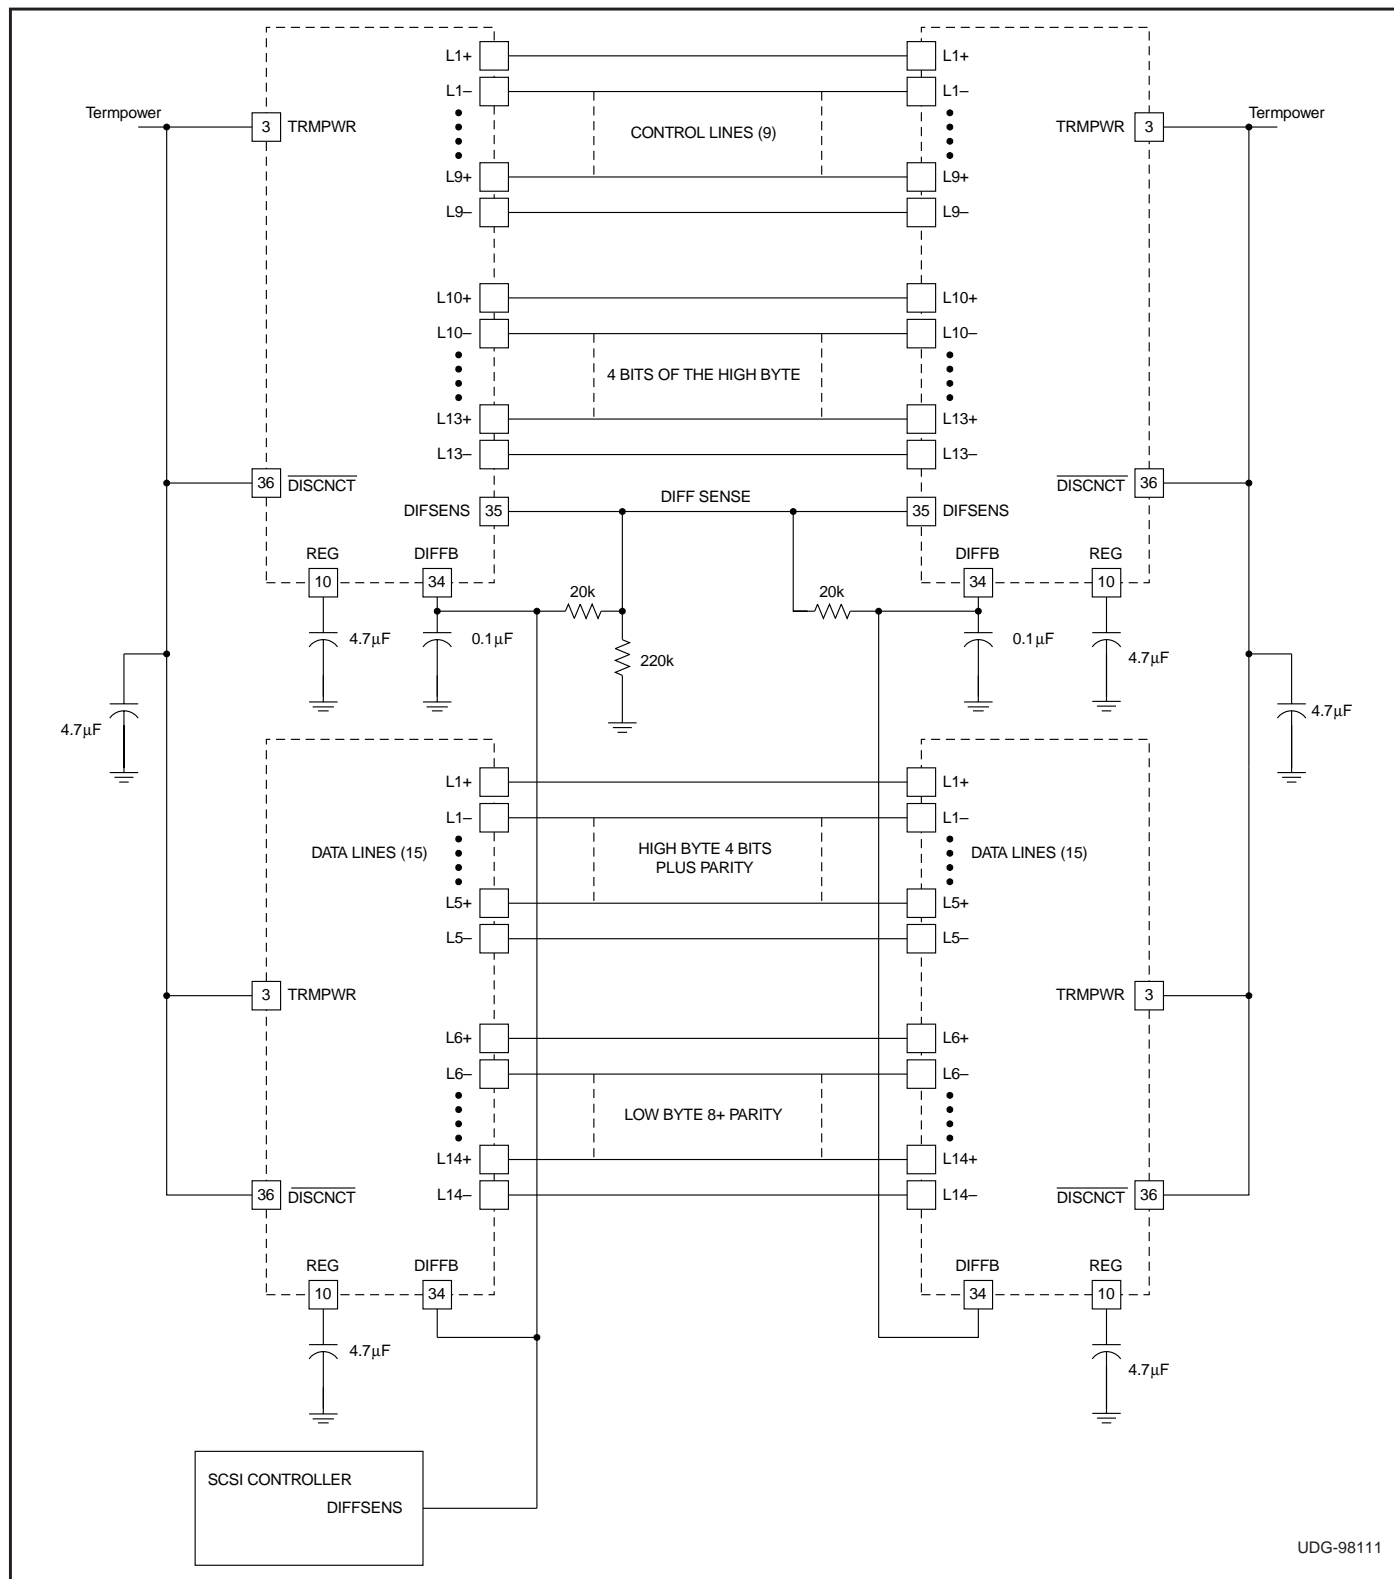 L1+ L1+
L1– L1–
Termpower 3 TRMPWR CONTROL LINES (9) TRMPWR 3 Termpower
L9+ L9+
L9– L9–
L10+ L10+
L10– L10–
4 BITS OF THE HIGH BYTE
L13+ L13+
L13– L13–
36 DISCNCT DISCNCT 36
DIFSENS 35 DIFF SENSE 35 DIFSENS
REG DIFFB DIFFB REG
10 34 34 10
20k 20k
4.7µF 0.1µF 0.1µF 4.7µF
220k
4.7µF 4.7µF
L1+ L1+
L1– L1–
DATA LINES (15) HIGH BYTE 4 BITS DATA LINES (15)
PLUS PARITY
L5+ L5+
L5– L5–
3 TRMPWR TRMPWR 3
L6+ L6+
L6– L6–
LOW BYTE 8+ PARITY
L14+ L14+
L14– L14–
36 DISCNCT DISCNCT 36
REG DIFFB DIFFB REG
10 34 34 10
4.7µF 4.7µF
SCSI CONTROLLER
DIFFSENS
UDG-98111